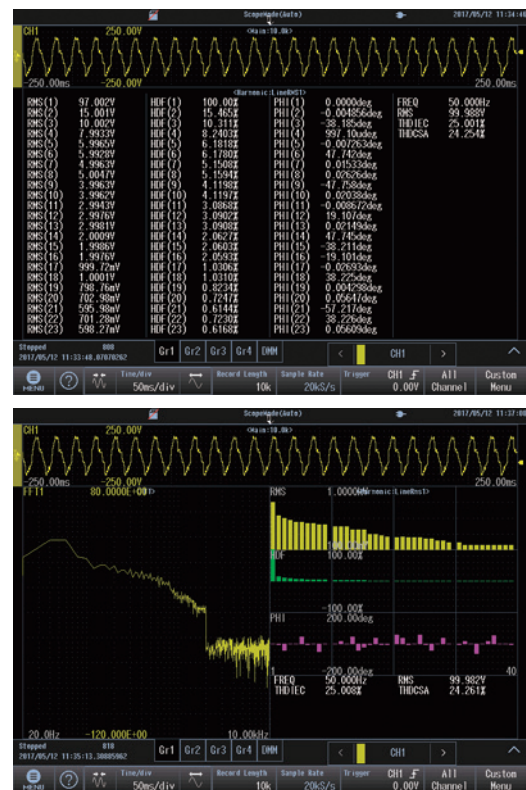 ScopeMode(Auto) 2017/05/12 11:34:4
CH1 250.00V <Main:10.0k>
-250.00ms -250.00V 250.00ms
<Harmonic:LineRMS1>
RMS(1) 97.002V HDF(1) 100.00% PHI(1) 0.0000deg FREQ 50.000Hz
RMS(2) 15.001V HDF(2) 15.465% PHI(2) -0.004856deg RMS 99.988V
RMS(3) 10.002V HDF(3) 10.311% PHI(3) -38.185deg THDIEC 25.001%
RMS(4) 7.9933V HDF(4) 8.2403% PHI(4) 997.10udeg THDCSA 24.254%
RMS(5) 5.9965V HDF(5) 6.1818% PHI(5) -0.007263deg
RMS(6) 5.9928V HDF(6) 6.1780% PHI(6) 47.742deg
RMS(7) 4.9963V HDF(7) 5.1508% PHI(7) 0.01533deg
RMS(8) 5.0047V HDF(8) 5.1594% PHI(8) 0.02626deg
RMS(9) 3.9963V HDF(9) 4.1198% PHI(9) -47.758deg
RMS(10) 3.9962V HDF(10) 4.1197% PHI(10) 0.02038deg
RMS(11) 2.9943V HDF(11) 3.0868% PHI(11) -0.008672deg
RMS(12) 2.9976V HDF(12) 3.0902% PHI(12) 19.107deg
RMS(13) 2.9981V HDF(13) 3.0908% PHI(13) 0.02149deg
RMS(14) 2.0009V HDF(14) 2.0627% PHI(14) 47.745deg
RMS(15) 1.9986V HDF(15) 2.0603% PHI(15) -38.211deg
RMS(16) 1.9976V HDF(16) 2.0593% PHI(16) -19.101deg
RMS(17) 999.72mV HDF(17) 1.0306% PHI(17) -0.02693deg
RMS(18) 1.0001V HDF(18) 1.0310% PHI(18) 38.225deg
RMS(19) 798.76mV HDF(19) 0.8234% PHI(19) 0.004298deg
RMS(20) 702.98mV HDF(20) 0.7247% PHI(20) 0.05647deg
RMS(21) 595.98mV HDF(21) 0.6144% PHI(21) -57.217deg
RMS(22) 701.28mV HDF(22) 0.7230% PHI(22) 38.226deg
RMS(23) 598.27mV HDF(23) 0.6168% PHI(23) 0.05609deg
Stopped 808 Gr1 Gr2 Gr3 Gr4 DMM < CH1 >
2017/05/12 11:33:48.07078262
MENU ? Time/div 50ms/div Record Length 10k Sample Rate 20kS/s Trigger CH1 0.00V All Channel Custom Menu
ScopeMode(Auto) 2017/05/12 11:37:0
CH1 250.00V <Main:10.0k>
-250.00ms -250.00V 250.00ms
FFT1 80.0000E+00 RMS 1.0000
100.00%
HDF
-100.00%
PHI 200.00deg
1 -200.00deg 40
FREQ 50.000Hz RMS 99.982V
THDIEC 25.008% THDCSA 24.261%
20.0Hz -120.000E+00 10.00kHz
Stopped 810 Gr1 Gr2 Gr3 Gr4 DMM < CH1 >
2017/05/12 11:35:13.30885962
MENU ? Time/div 50ms/div Record Length 10k Sample Rate 20kS/s Trigger CH1 0.00V All Channel Custom Menu